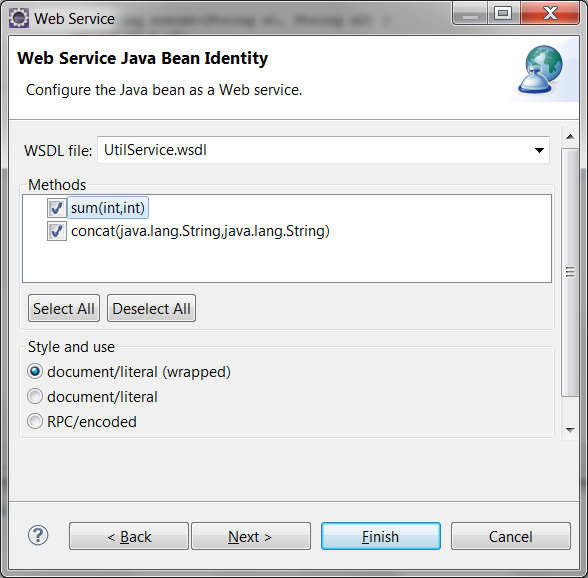 Web Service
Web Service Java Bean Identity
Configure the Java bean as a Web service.
WSDL file: UtilService.wsdl
Methods
sum(int,int)
concat(java.lang.String,java.lang.String)
Select All Deselect All
Style and use
document/literal (wrapped)
document/literal
RPC/encoded
? < Back Next > Finish Cancel